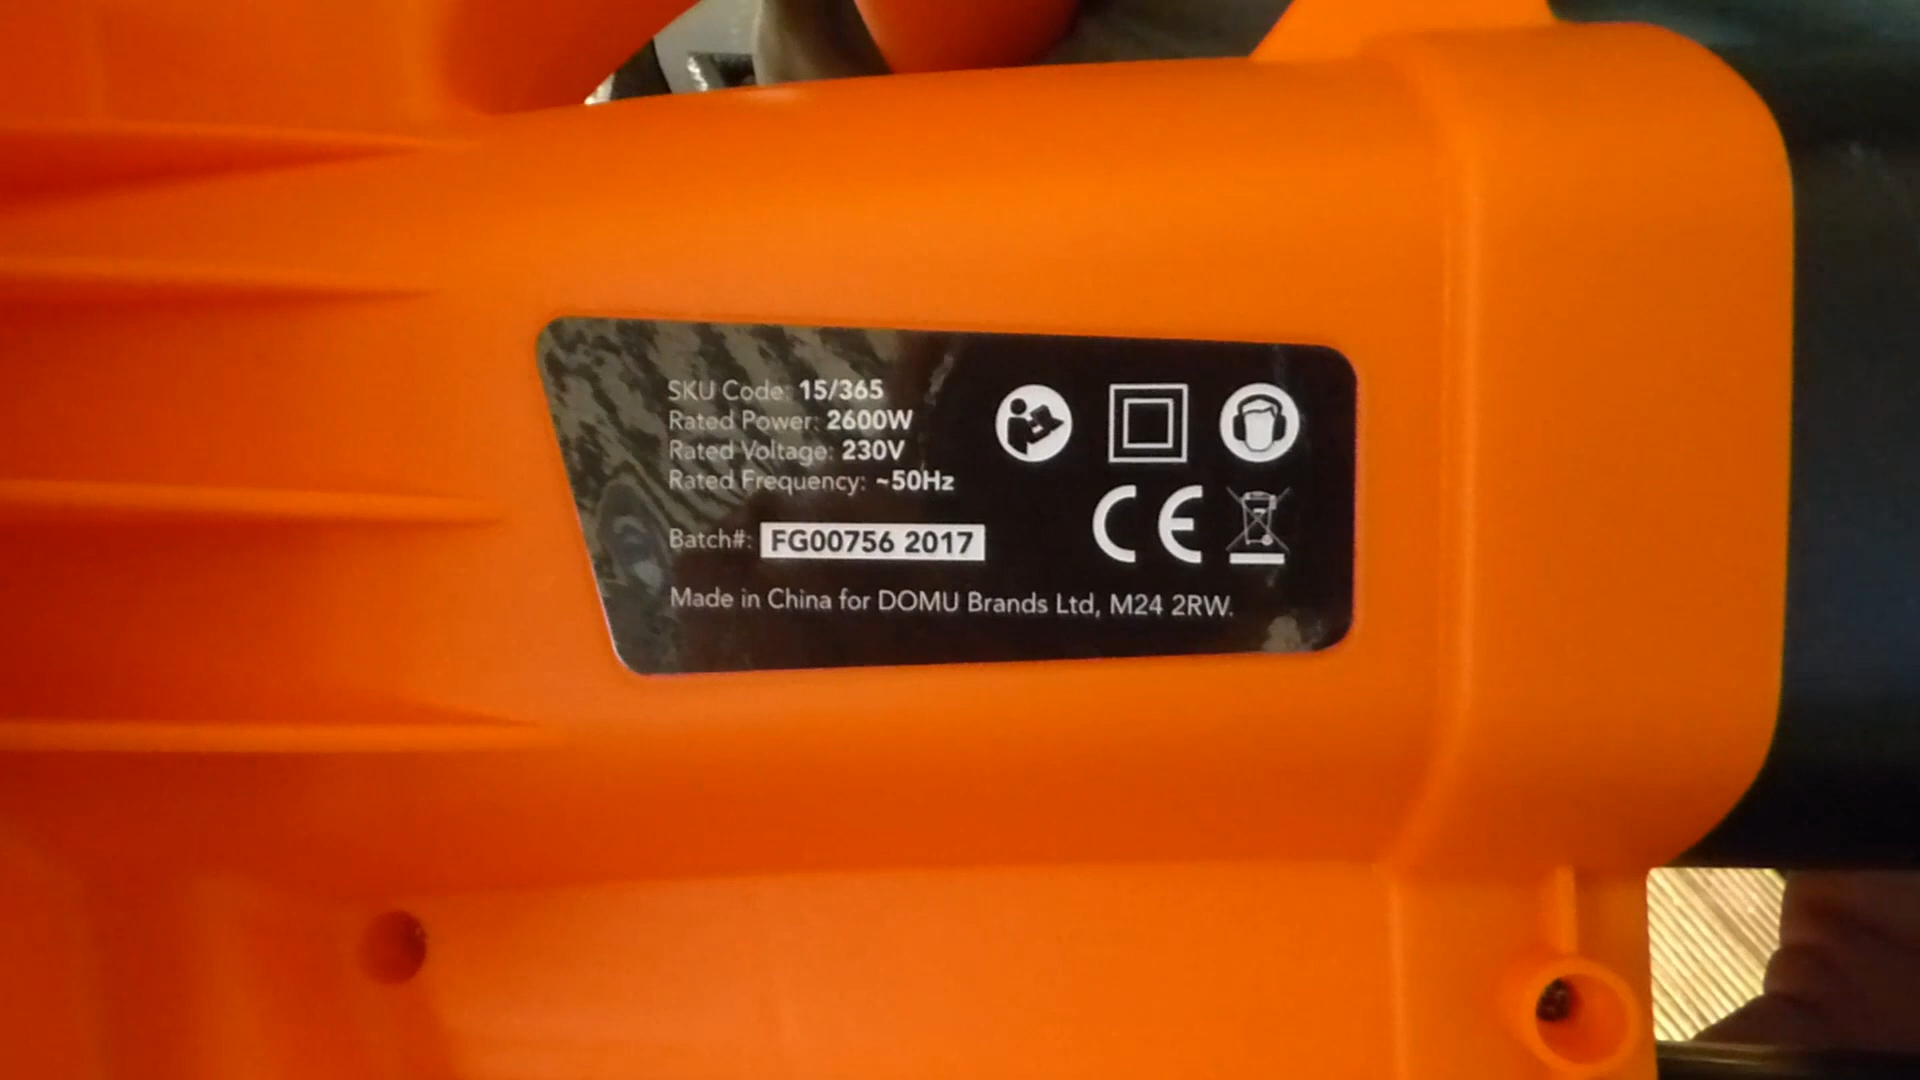 SKU Code: 15/365
Rated Power: 2600W
Rated Voltage: 230V
Rated Frequency: ~50Hz
Batch#: FG00756 2017
CE
Made in China for DOMU Brands Ltd, M24 2RW.